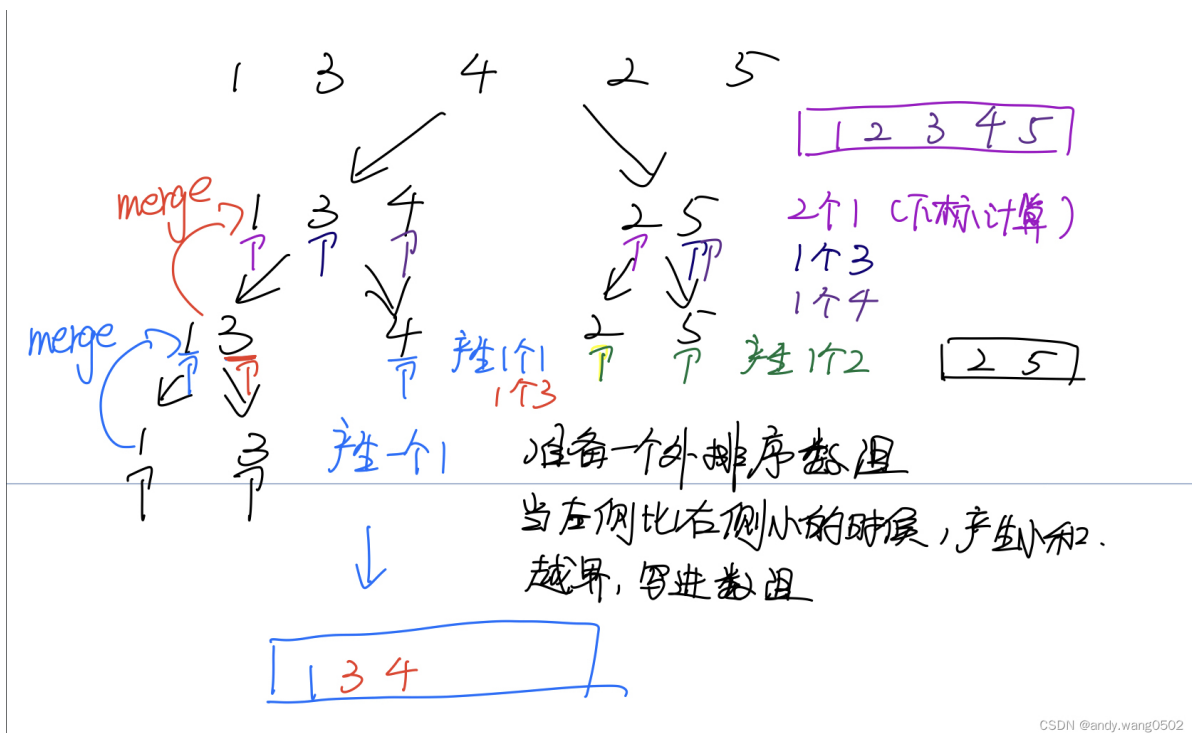 1 3 4 2 5
1 2 3 4 5
merge
1 3 4
2 5
2个1（下标计算）
1个3
1个4
merge
1 3
4
产生1个1
1个3
2 5
产生1个2
2 5
1 3
产生一个1
准备一个外排序数组
当左侧比右侧小的时候，产生小和.
越界，写进数组
1 3 4
CSDN @andy.wang0502